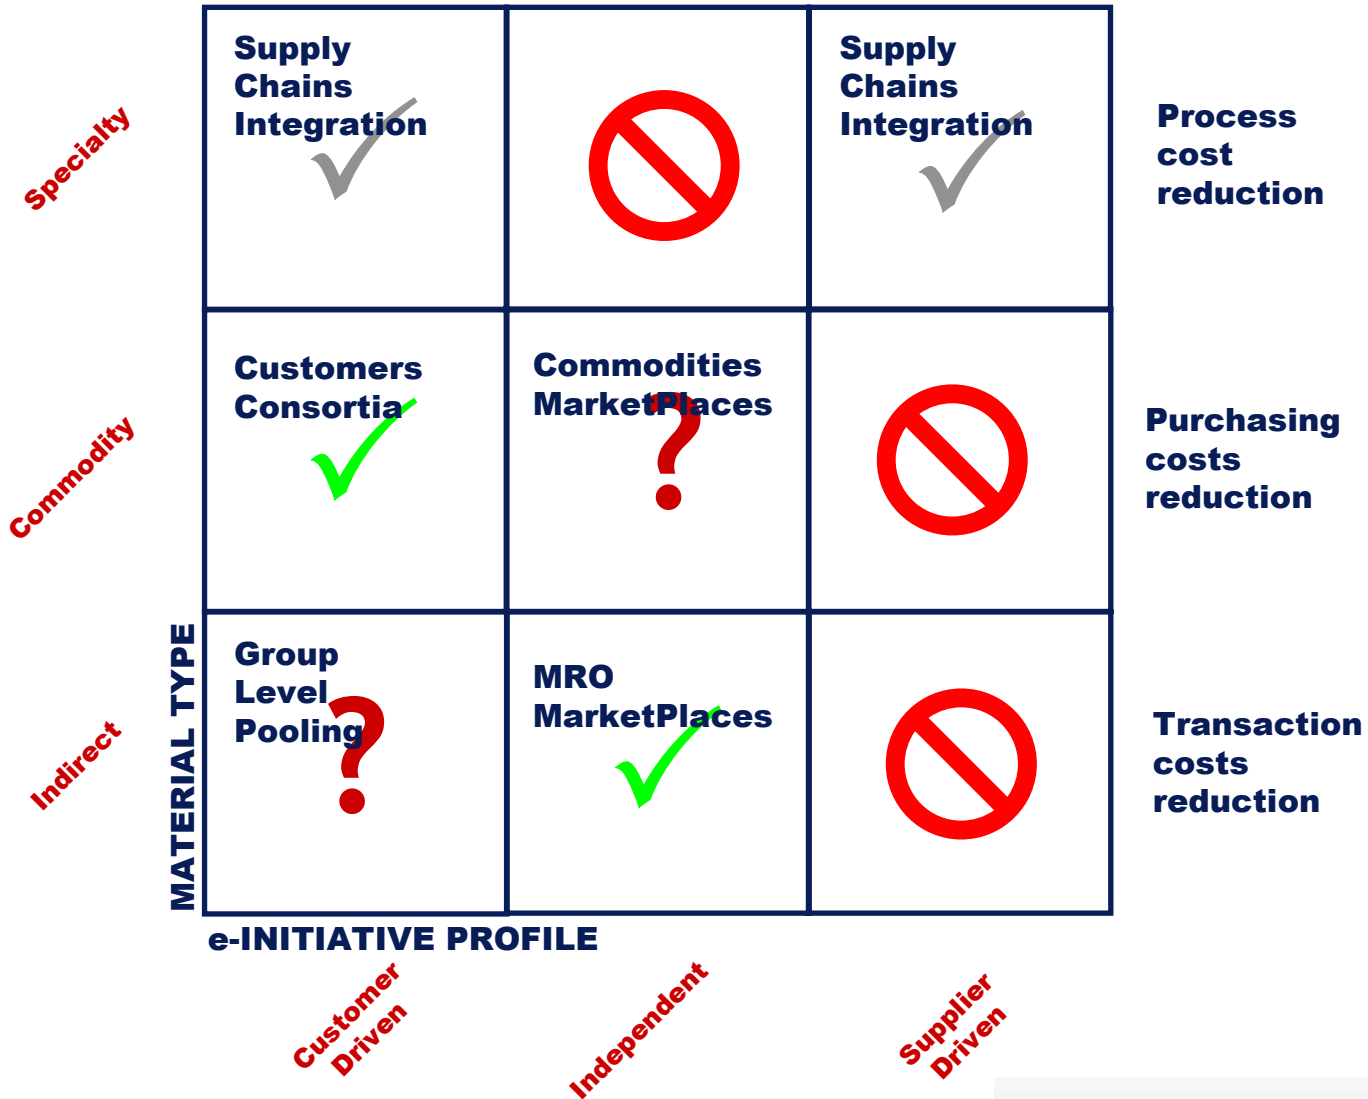 Supply
Chains
Integration
Supply
Chains
Integration
Process
cost
reduction
Specialty
Customers
Consortia
Commodities
MarketPlaces
Purchasing
costs
reduction
Commodity
Group
Level
Pooling
MRO
MarketPlaces
Transaction
costs
reduction
Indirect
MATERIAL TYPE
e-INITIATIVE PROFILE
Customer
Driven
Independent
Supplier
Driven